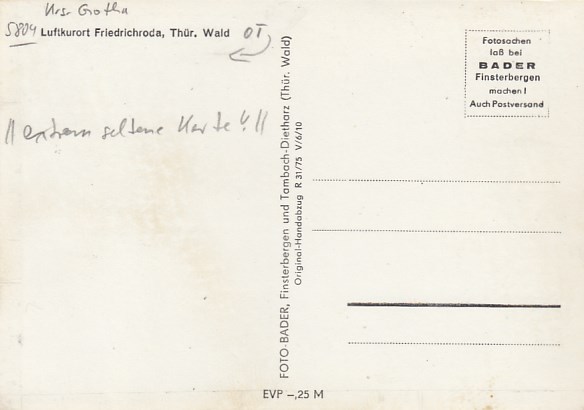 Krs. Gotha
5804 Luftkurort Friedrichroda, Thür. Wald OT
!! extrem seltene Karte !! !!
FOTO-BADER, Finsterbergen und Tambach-Dietharz (Thür. Wald)
Original-Handabzug R 31/75 V/6/10
Fotosachen
laß bei
BADER
Finsterbergen
machen!
Auch Postversand
EVP –,25 M